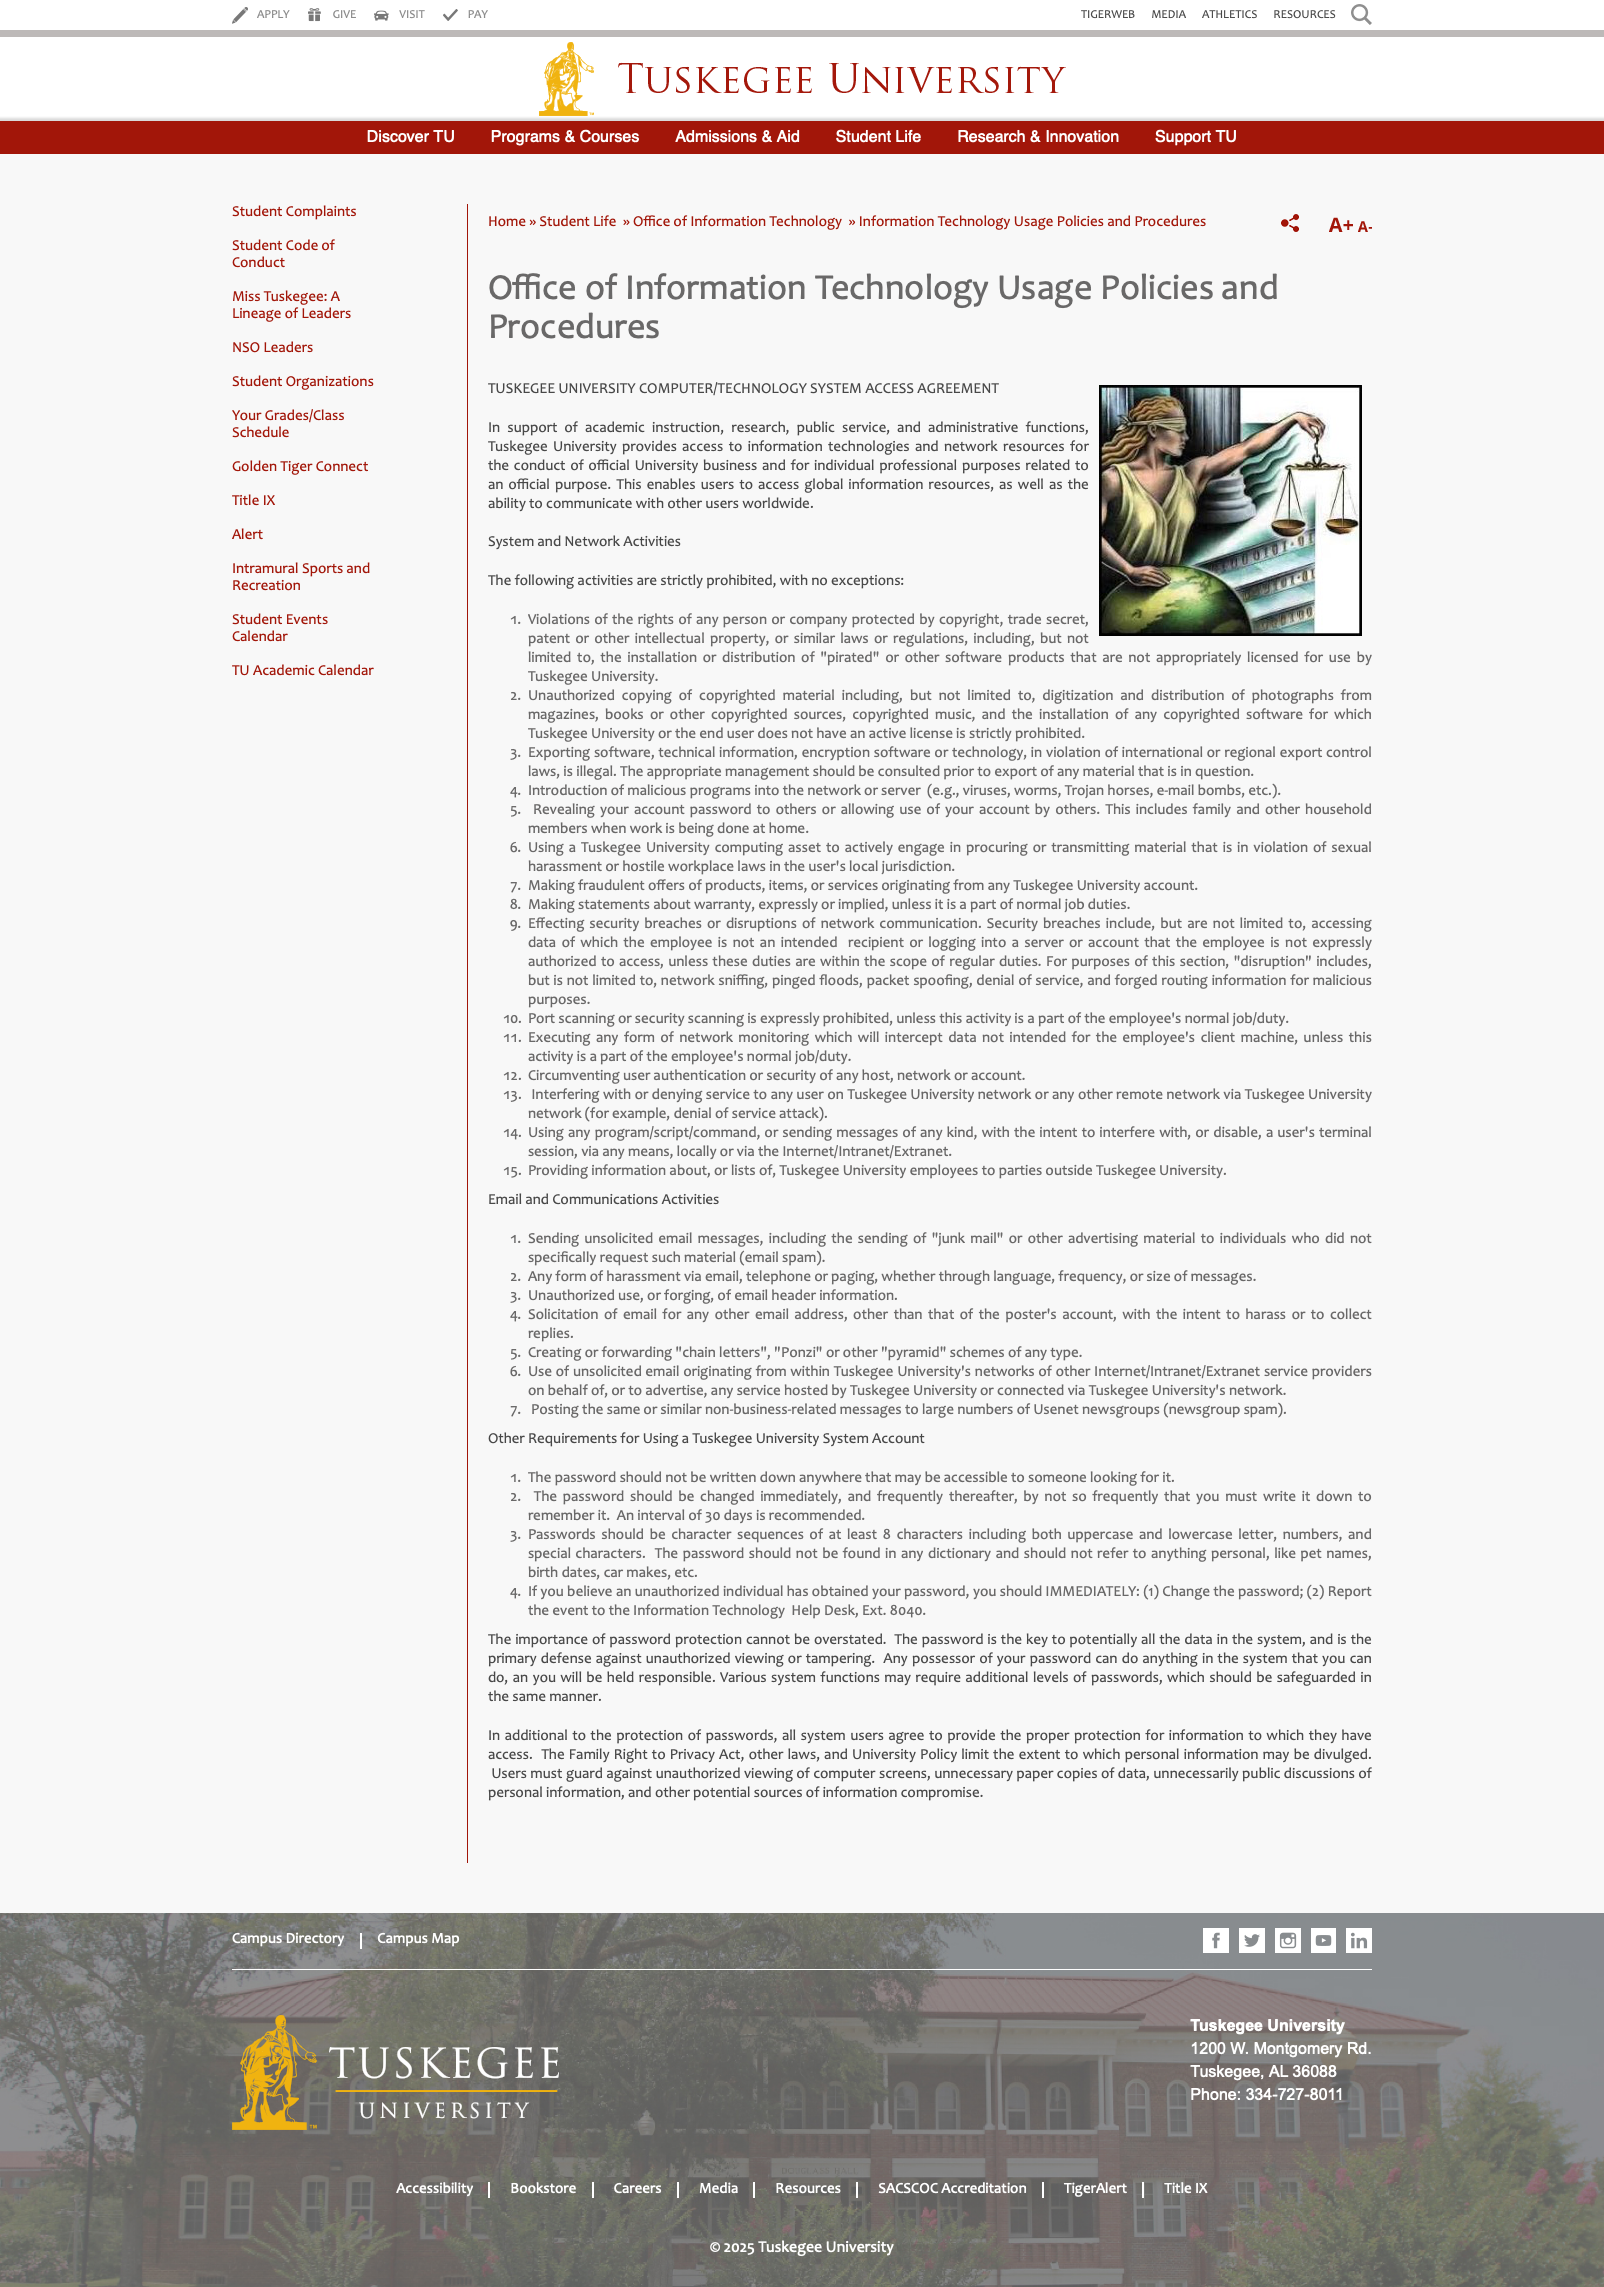 APPLY GIVE VISIT PAY TIGERWEB MEDIA ATHLETICS RESOURCES
TUSKEGEE UNIVERSITY
Discover TU Programs & Courses Admissions & Aid Student Life Research & Innovation Support TU
Student Complaints
Student Code of
Conduct
Miss Tuskegee: A
Lineage of Leaders
NSO Leaders
Student Organizations
Your Grades/Class
Schedule
Golden Tiger Connect
Title IX
Alert
Intramural Sports and
Recreation
Student Events
Calendar
TU Academic Calendar
Home » Student Life » Office of Information Technology » Information Technology Usage Policies and Procedures A+ A-
Office of Information Technology Usage Policies and
Procedures
TUSKEGEE UNIVERSITY COMPUTER/TECHNOLOGY SYSTEM ACCESS AGREEMENT
In support of academic instruction, research, public service, and administrative functions,
Tuskegee University provides access to information technologies and network resources for
the conduct of official University business and for individual professional purposes related to
an official purpose. This enables users to access global information resources, as well as the
ability to communicate with other users worldwide.
System and Network Activities
The following activities are strictly prohibited, with no exceptions:
1. Violations of the rights of any person or company protected by copyright, trade secret,
patent or other intellectual property, or similar laws or regulations, including, but not
limited to, the installation or distribution of "pirated" or other software products that are not appropriately licensed for use by
Tuskegee University.
2. Unauthorized copying of copyrighted material including, but not limited to, digitization and distribution of photographs from
magazines, books or other copyrighted sources, copyrighted music, and the installation of any copyrighted software for which
Tuskegee University or the end user does not have an active license is strictly prohibited.
3. Exporting software, technical information, encryption software or technology, in violation of international or regional export control
laws, is illegal. The appropriate management should be consulted prior to export of any material that is in question.
4. Introduction of malicious programs into the network or server (e.g., viruses, worms, Trojan horses, e-mail bombs, etc.).
5. Revealing your account password to others or allowing use of your account by others. This includes family and other household
members when work is being done at home.
6. Using a Tuskegee University computing asset to actively engage in procuring or transmitting material that is in violation of sexual
harassment or hostile workplace laws in the user's local jurisdiction.
7. Making fraudulent offers of products, items, or services originating from any Tuskegee University account.
8. Making statements about warranty, expressly or implied, unless it is a part of normal job duties.
9. Effecting security breaches or disruptions of network communication. Security breaches include, but are not limited to, accessing
data of which the employee is not an intended recipient or logging into a server or account that the employee is not expressly
authorized to access, unless these duties are within the scope of regular duties. For purposes of this section, "disruption" includes,
but is not limited to, network sniffing, pinged floods, packet spoofing, denial of service, and forged routing information for malicious
purposes.
10. Port scanning or security scanning is expressly prohibited, unless this activity is a part of the employee's normal job/duty.
11. Executing any form of network monitoring which will intercept data not intended for the employee's client machine, unless this
activity is a part of the employee's normal job/duty.
12. Circumventing user authentication or security of any host, network or account.
13. Interfering with or denying service to any user on Tuskegee University network or any other remote network via Tuskegee University
network (for example, denial of service attack).
14. Using any program/script/command, or sending messages of any kind, with the intent to interfere with, or disable, a user's terminal
session, via any means, locally or via the Internet/Intranet/Extranet.
15. Providing information about, or lists of, Tuskegee University employees to parties outside Tuskegee University.
Email and Communications Activities
1. Sending unsolicited email messages, including the sending of "junk mail" or other advertising material to individuals who did not
specifically request such material (email spam).
2. Any form of harassment via email, telephone or paging, whether through language, frequency, or size of messages.
3. Unauthorized use, or forging, of email header information.
4. Solicitation of email for any other email address, other than that of the poster's account, with the intent to harass or to collect
replies.
5. Creating or forwarding "chain letters", "Ponzi" or other "pyramid" schemes of any type.
6. Use of unsolicited email originating from within Tuskegee University's networks of other Internet/Intranet/Extranet service providers
on behalf of, or to advertise, any service hosted by Tuskegee University or connected via Tuskegee University's network.
7. Posting the same or similar non-business-related messages to large numbers of Usenet newsgroups (newsgroup spam).
Other Requirements for Using a Tuskegee University System Account
1. The password should not be written down anywhere that may be accessible to someone looking for it.
2. The password should be changed immediately, and frequently thereafter, by not so frequently that you must write it down to
remember it. An interval of 30 days is recommended.
3. Passwords should be character sequences of at least 8 characters including both uppercase and lowercase letter, numbers, and
special characters. The password should not be found in any dictionary and should not refer to anything personal, like pet names,
birth dates, car makes, etc.
4. If you believe an unauthorized individual has obtained your password, you should IMMEDIATELY: (1) Change the password; (2) Report
the event to the Information Technology Help Desk, Ext. 8040.
The importance of password protection cannot be overstated. The password is the key to potentially all the data in the system, and is the
primary defense against unauthorized viewing or tampering. Any possessor of your password can do anything in the system that you can
do, an you will be held responsible. Various system functions may require additional levels of passwords, which should be safeguarded in
the same manner.
In additional to the protection of passwords, all system users agree to provide the proper protection for information to which they have
access. The Family Right to Privacy Act, other laws, and University Policy limit the extent to which personal information may be divulged.
Users must guard against unauthorized viewing of computer screens, unnecessary paper copies of data, unnecessarily public discussions of
personal information, and other potential sources of information compromise.
Campus Directory | Campus Map
TUSKEGEE
UNIVERSITY
Tuskegee University
1200 W. Montgomery Rd.
Tuskegee, AL 36088
Phone: 334-727-8011
Accessibility | Bookstore | Careers | Media | Resources | SACSCOC Accreditation | TigerAlert | Title IX
© 2025 Tuskegee University